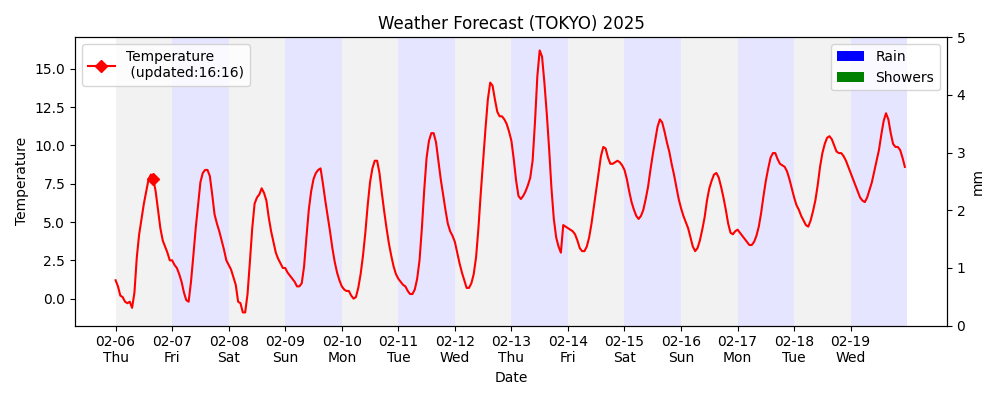 Weather Forecast (TOKYO) 2025
Temperature
(updated:16:16)
Rain
Showers
Temperature
15.0
12.5
10.0
7.5
5.0
2.5
0.0
5
4
3
2
1
0
mm
02-06 02-07 02-08 02-09 02-10 02-11 02-12 02-13 02-14 02-15 02-16 02-17 02-18 02-19
Thu Fri Sat Sun Mon Tue Wed Thu Fri Sat Sun Mon Tue Wed
Date